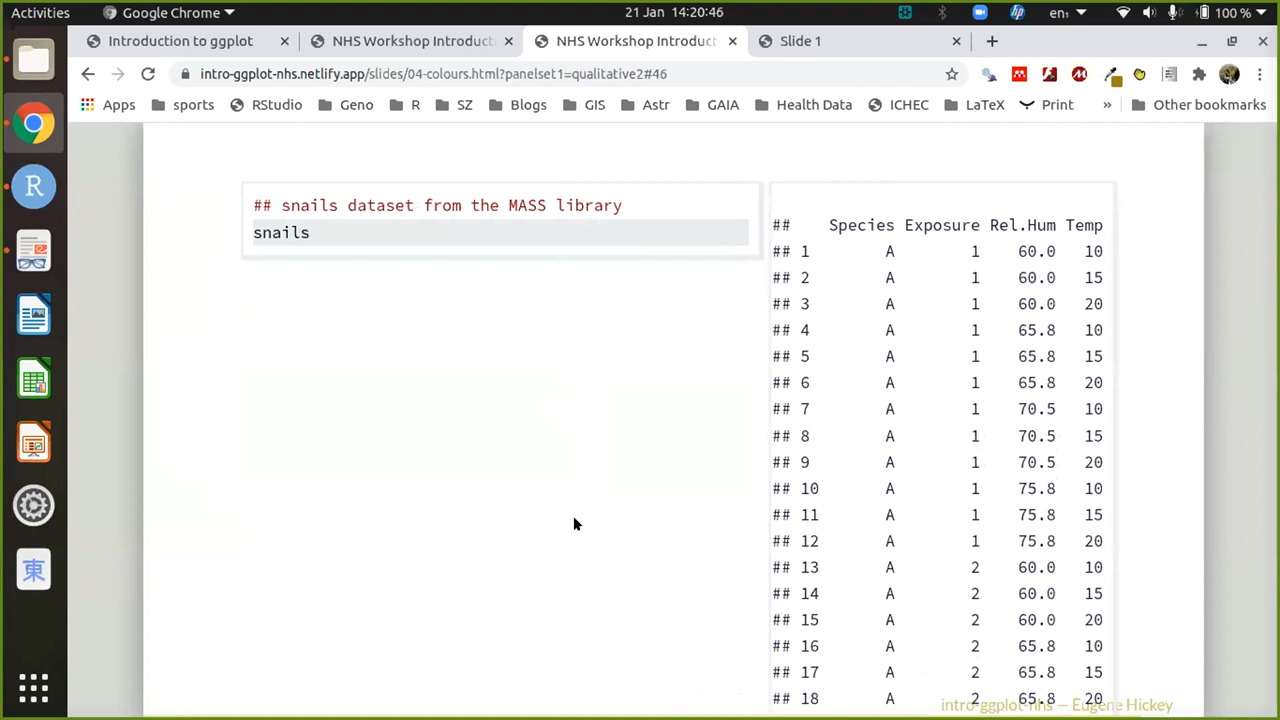 Activities
Google Chrome
21 Jan 14:20:46
en₁
100 %
Introduction to ggplot
NHS Workshop Introduct
NHS Workshop Introduct
Slide 1
intro-ggplot-nhs.netlify.app/slides/04-colours.html?panelset1=qualitative2#46
Apps
sports
RStudio
Geno
R
SZ
Blogs
GIS
Astr
GAIA
Health Data
ICHEC
LaTeX
Print
»
Other bookmarks
## snails dataset from the MASS library
snails
## Species Exposure Rel.Hum Temp
## 1 A 1 60.0 10
## 2 A 1 60.0 15
## 3 A 1 60.0 20
## 4 A 1 65.8 10
## 5 A 1 65.8 15
## 6 A 1 65.8 20
## 7 A 1 70.5 10
## 8 A 1 70.5 15
## 9 A 1 70.5 20
## 10 A 1 75.8 10
## 11 A 1 75.8 15
## 12 A 1 75.8 20
## 13 A 2 60.0 10
## 14 A 2 60.0 15
## 15 A 2 60.0 20
## 16 A 2 65.8 10
## 17 A 2 65.8 15
## 18 A 2 65.8 20
intro-ggplot-nhs — Eugene Hickey
R
東